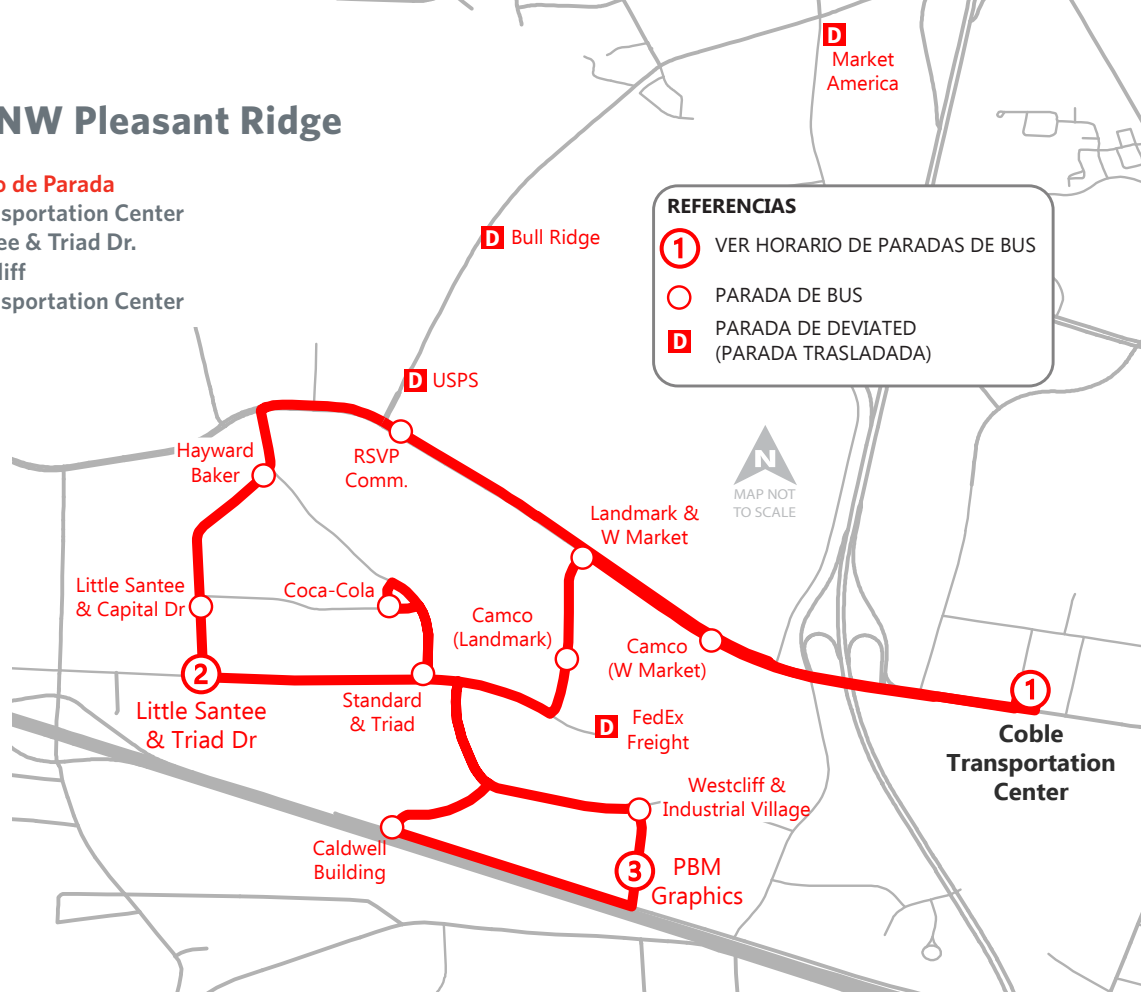 NW Pleasant Ridge
o de Parada
nsportation Center
ee & Triad Dr.
liff
nsportation Center
D
Market
America
REFERENCIAS
1 VER HORARIO DE PARADAS DE BUS
PARADA DE BUS
D PARADA DE DEVIATED
(PARADA TRASLADADA)
D Bull Ridge
D USPS
Hayward
Baker
RSVP
Comm.
N
MAP NOT
TO SCALE
Landmark &
W Market
Little Santee
& Capital Dr
Coca-Cola
Camco
(Landmark)
Camco
(W Market)
2
Little Santee
& Triad Dr
Standard
& Triad
D FedEx
Freight
1
Coble
Transportation
Center
Westcliff &
Industrial Village
Caldwell
Building
3 PBM
Graphics